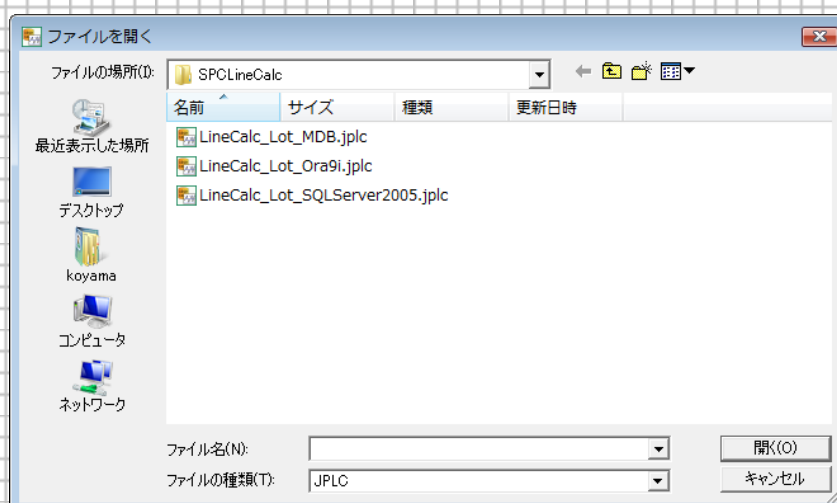 ファイルを開く
ファイルの場所(I):
SPCLineCalc
名前 サイズ 種類 更新日時
LineCalc_Lot_MDB.jplc
LineCalc_Lot_Ora9i.jplc
LineCalc_Lot_SQLServer2005.jplc
最近表示した場所
デスクトップ
koyama
コンピュータ
ネットワーク
ファイル名(N):
開く(O)
ファイルの種類(T):
JPLC
キャンセル